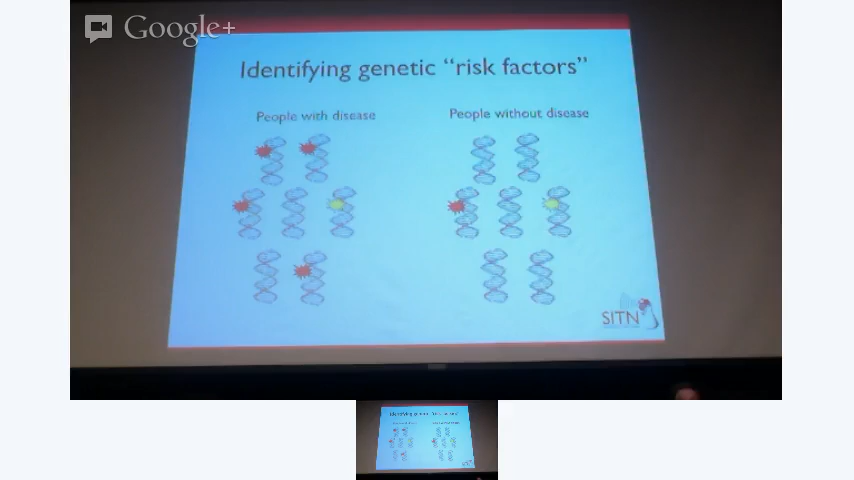 Google+
Identifying genetic “risk factors”
People with disease
People without disease
SITN